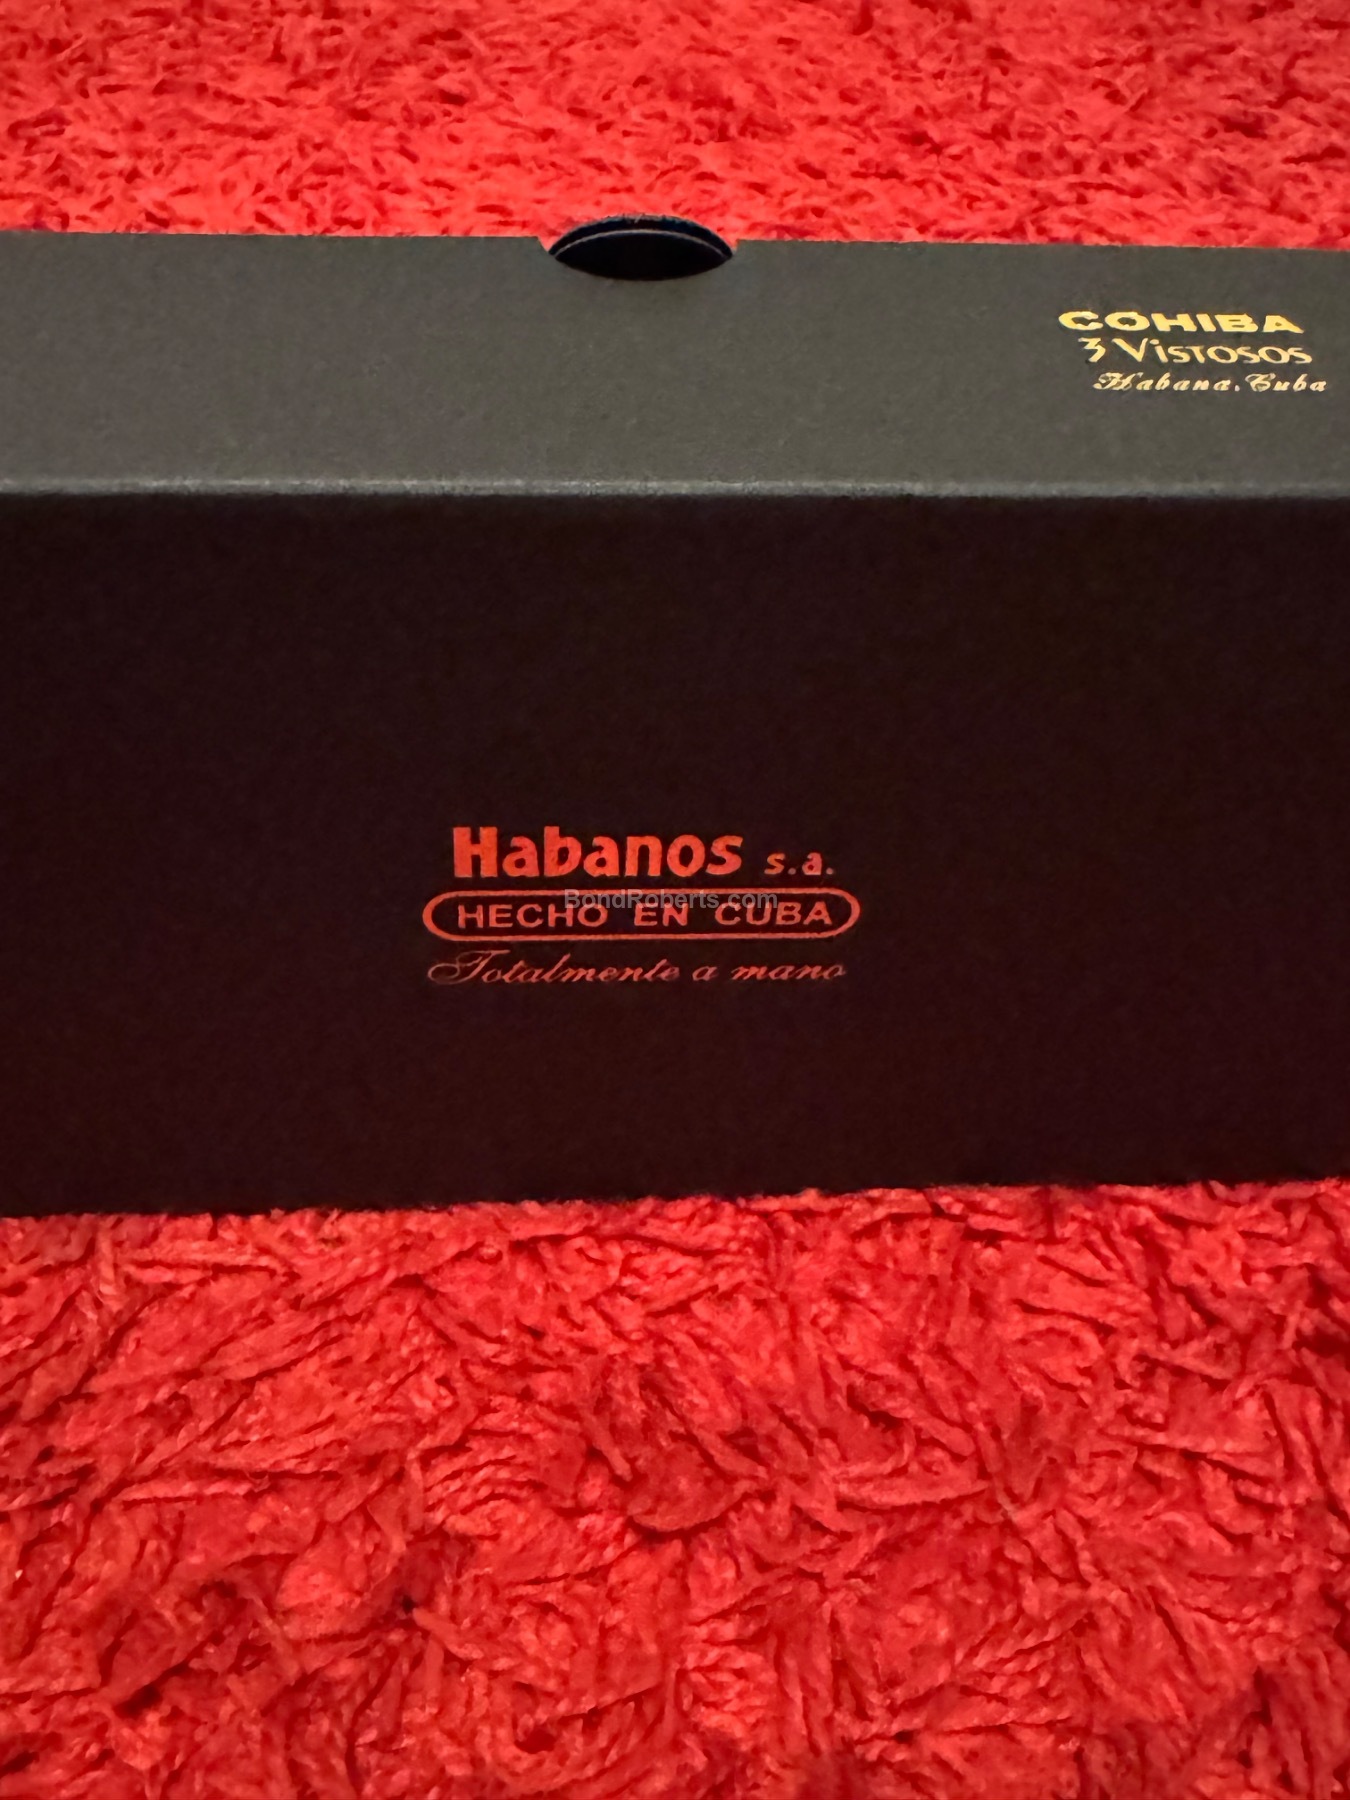 COHIBA
3 VISTOSOS
Habana, Cuba
Habanos s.a.
BondRoberts.com
HECHO EN CUBA
Totalmente a mano